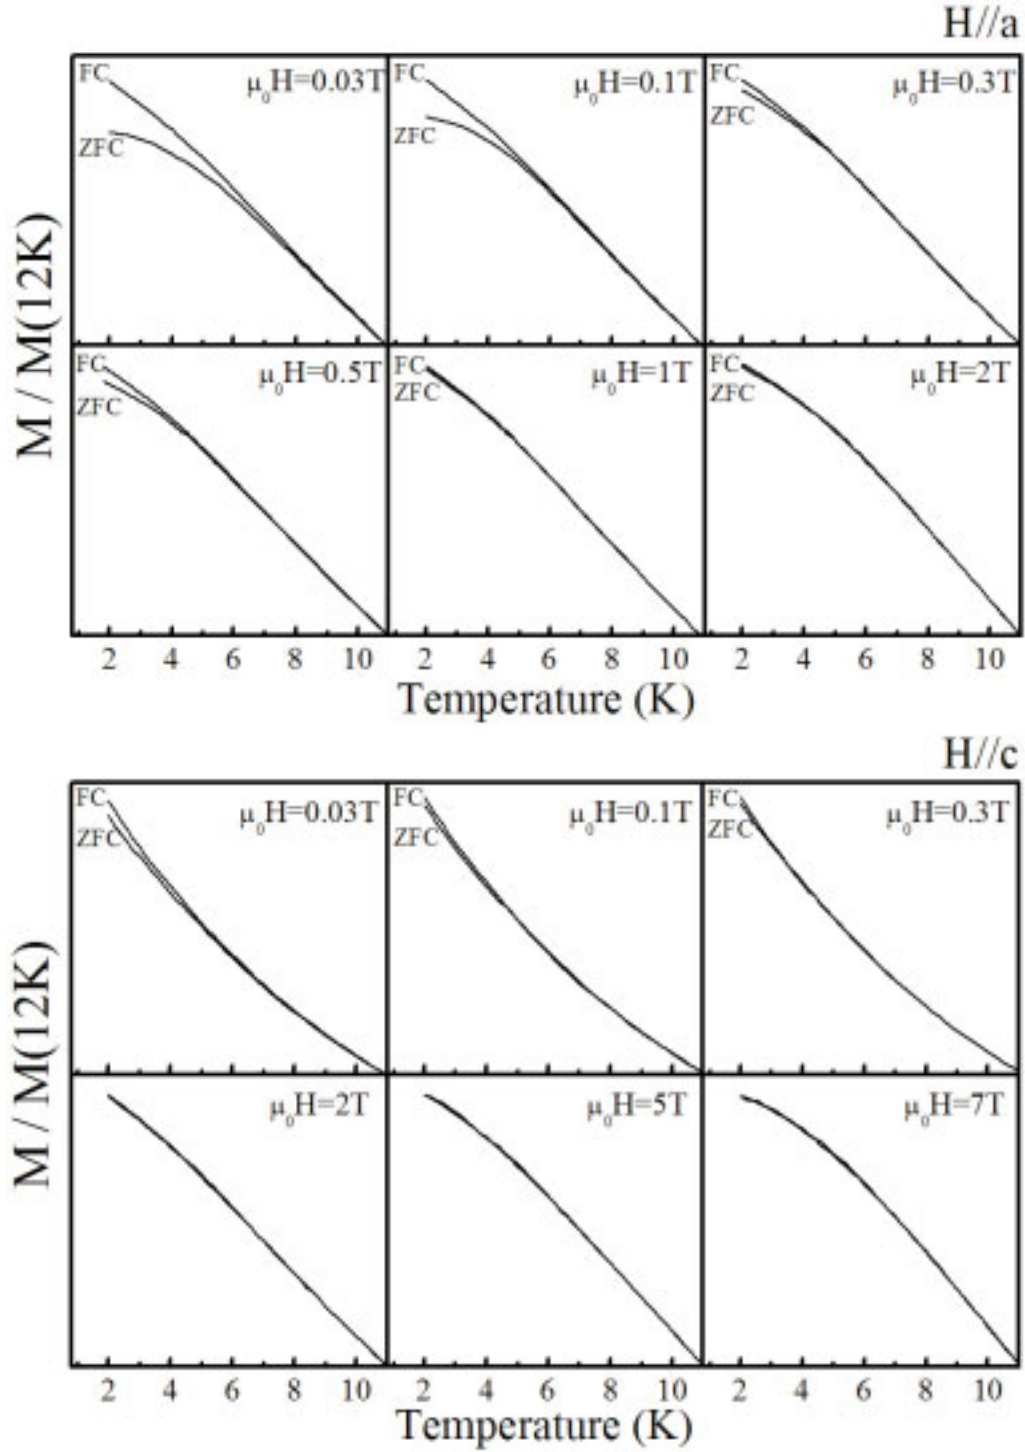 H//a
FC μ₀H=0.03T FC μ₀H=0.1T FC μ₀H=0.3T
ZFC ZFC ZFC
M / M(12K)
FC μ₀H=0.5T FC μ₀H=1T FC μ₀H=2T
ZFC ZFC ZFC
2 4 6 8 10 2 4 6 8 10 2 4 6 8 10
Temperature (K)
H//c
FC μ₀H=0.03T FC μ₀H=0.1T FC μ₀H=0.3T
ZFC ZFC ZFC
M / M(12K)
μ₀H=2T μ₀H=5T μ₀H=7T
2 4 6 8 10 2 4 6 8 10 2 4 6 8 10
Temperature (K)